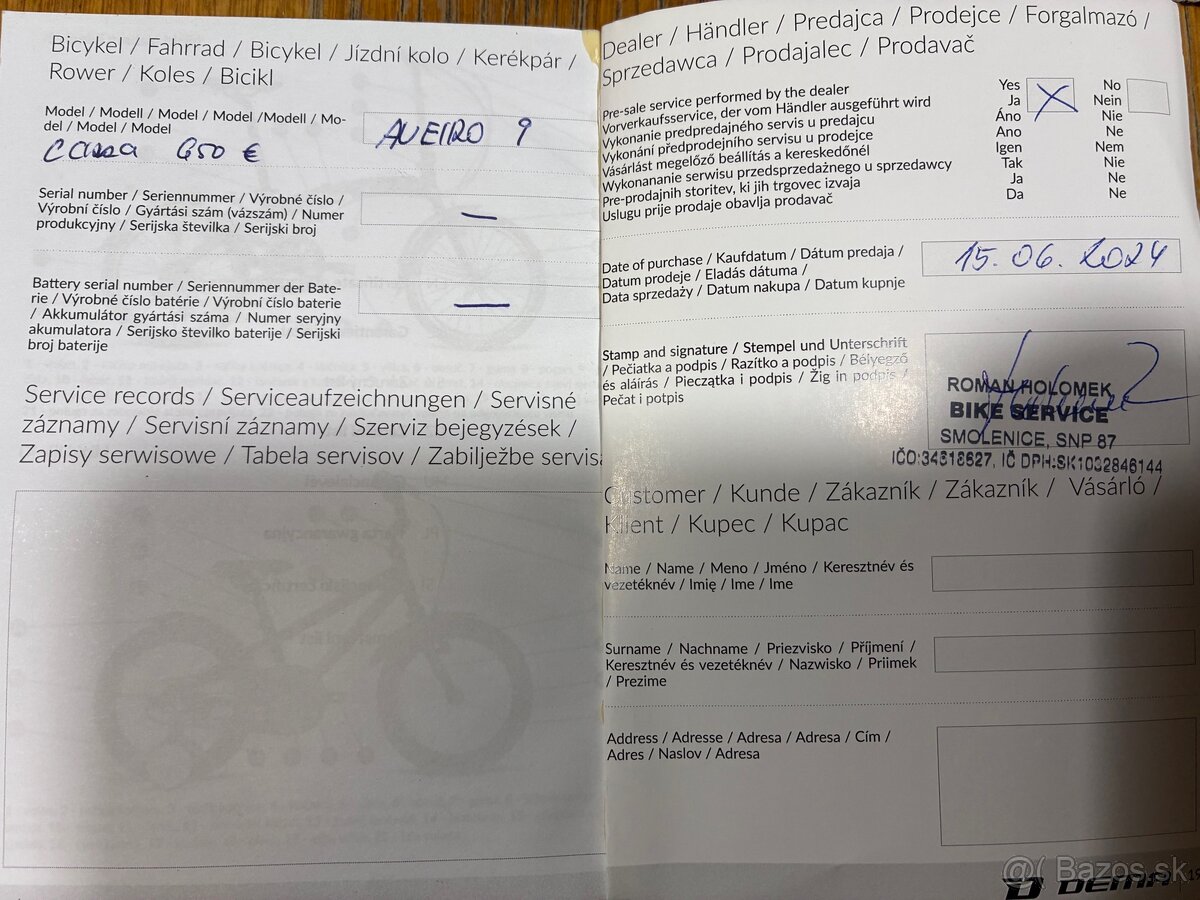 Bicykel / Fahrrad / Bicykel / Jízdní kolo / Kerékpár /
Rower / Koles / Bicikl
Model / Modell / Model / Model /Modell / Mo-
del / Model / Model
AVEIRO 9
CASSA 650 €
Serial number / Seriennummer / Výrobné číslo /
Výrobní číslo / Gyártási szám (vázszám) / Numer
produkcyjny / Serijska številka / Serijski broj
—
Battery serial number / Seriennummer der Bate-
rie / Výrobné číslo batérie / Výrobní číslo baterie
/ Akkumulátor gyártási száma / Numer seryjny
akumulatora / Serijsko številko baterije / Serijski
broj baterije
—
Service records / Serviceaufzeichnungen / Servisné
záznamy / Servisní záznamy / Szerviz bejegyzések /
Zapisy serwisowe / Tabela servisov / Zabilježbe servisa
Dealer / Händler / Predajca / Prodejce / Forgalmazó /
Sprzedawca / Prodajalec / Prodavač
Pre-sale service performed by the dealer
Vorverkaufsservice, der vom Händler ausgeführt wird
Vykonanie predpredajného servisu u predajcu
Vykonání předprodejního servisu u prodejce
Vásárlást megelőző beállítás a kereskedőnél
Wykonananie serwisu przedsprzedażnego u sprzedawcy
Pre-prodajnih storitev, ki jih trgovec izvaja
Uslugu prije prodaje obavlja prodavač
Yes
Ja
Áno
Ano
Igen
Tak
Ja
Da
X
No
Nein
Nie
Ne
Nem
Nie
Ne
Ne
Date of purchase / Kaufdatum / Dátum predaja /
Datum prodeje / Eladás dátuma /
Data sprzedaży / Datum nakupa / Datum kupnje
15. 06. 2024
Stamp and signature / Stempel und Unterschrift
/ Pečiatka a podpis / Razítko a podpis / Bélyegző
és aláírás / Pieczątka i podpis / Žig in podpis /
Pečat i potpis
ROMAN HOLOMEK
BIKE SERVICE
SMOLENICE, SNP 87
IČO:34518627, IČ DPH:SK1032846144
Customer / Kunde / Zákazník / Zákazník / Vásárló /
Klient / Kupec / Kupac
Name / Name / Meno / Jméno / Keresztnév és
vezetéknév / Imię / Ime / Ime
Surname / Nachname / Priezvisko / Příjmení /
Keresztnév és vezetéknév / Nazwisko / Priimek
/ Prezime
Address / Adresse / Adresa / Adresa / Cím /
Adres / Naslov / Adresa
Bazos.sk